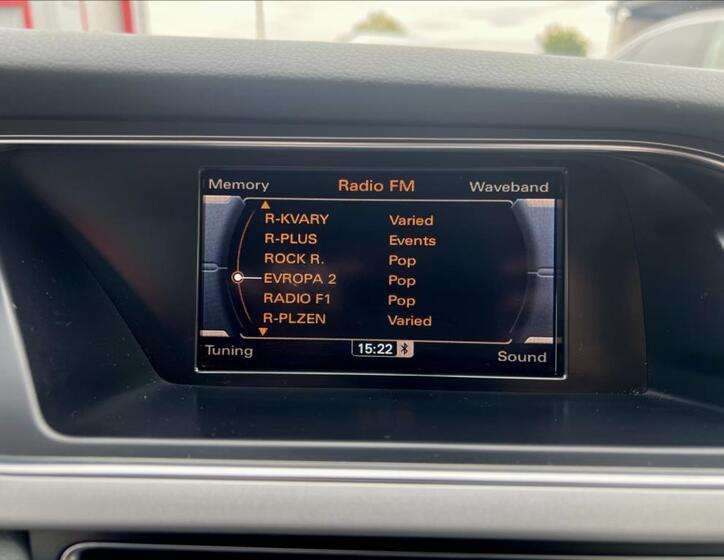 Memory Radio FM Waveband
R-KVARY Varied
R-PLUS Events
ROCK R. Pop
EVROPA 2 Pop
RADIO F1 Pop
R-PLZEN Varied
Tuning 15:22 Sound